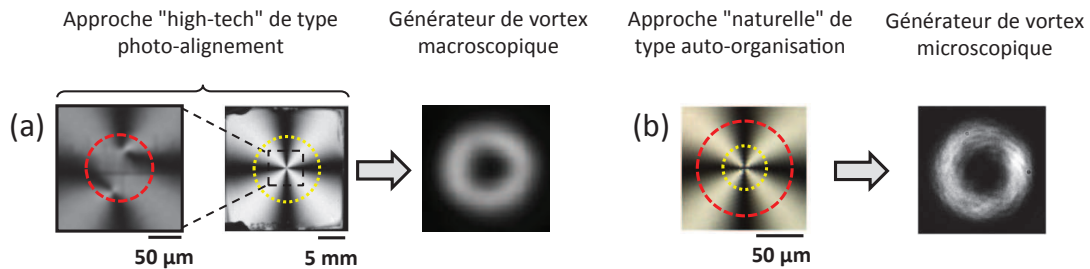 Approche "high-tech" de type
photo-alignement
Générateur de vortex
macroscopique
Approche "naturelle" de
type auto-organisation
Générateur de vortex
microscopique
(a)
(b)
50 µm
5 mm
50 µm